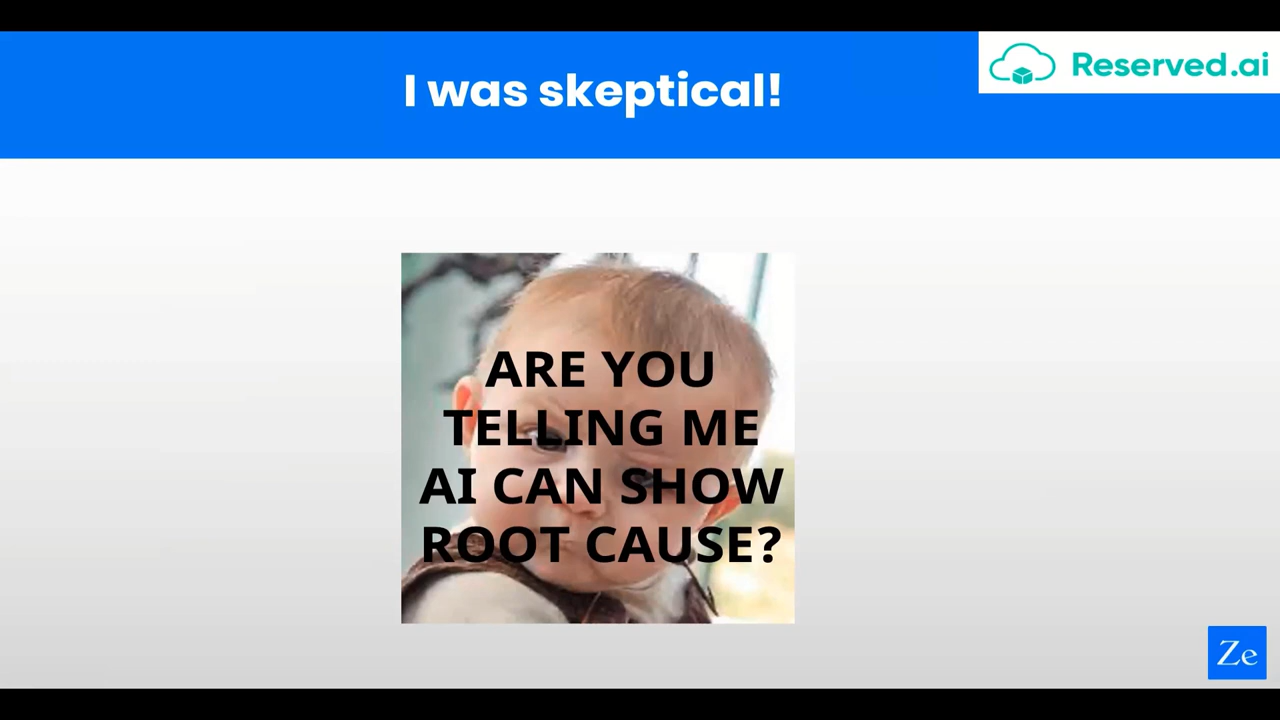 Reserved.ai
I was skeptical!
ARE YOU
TELLING ME
AI CAN SHOW
ROOT CAUSE?
Ze